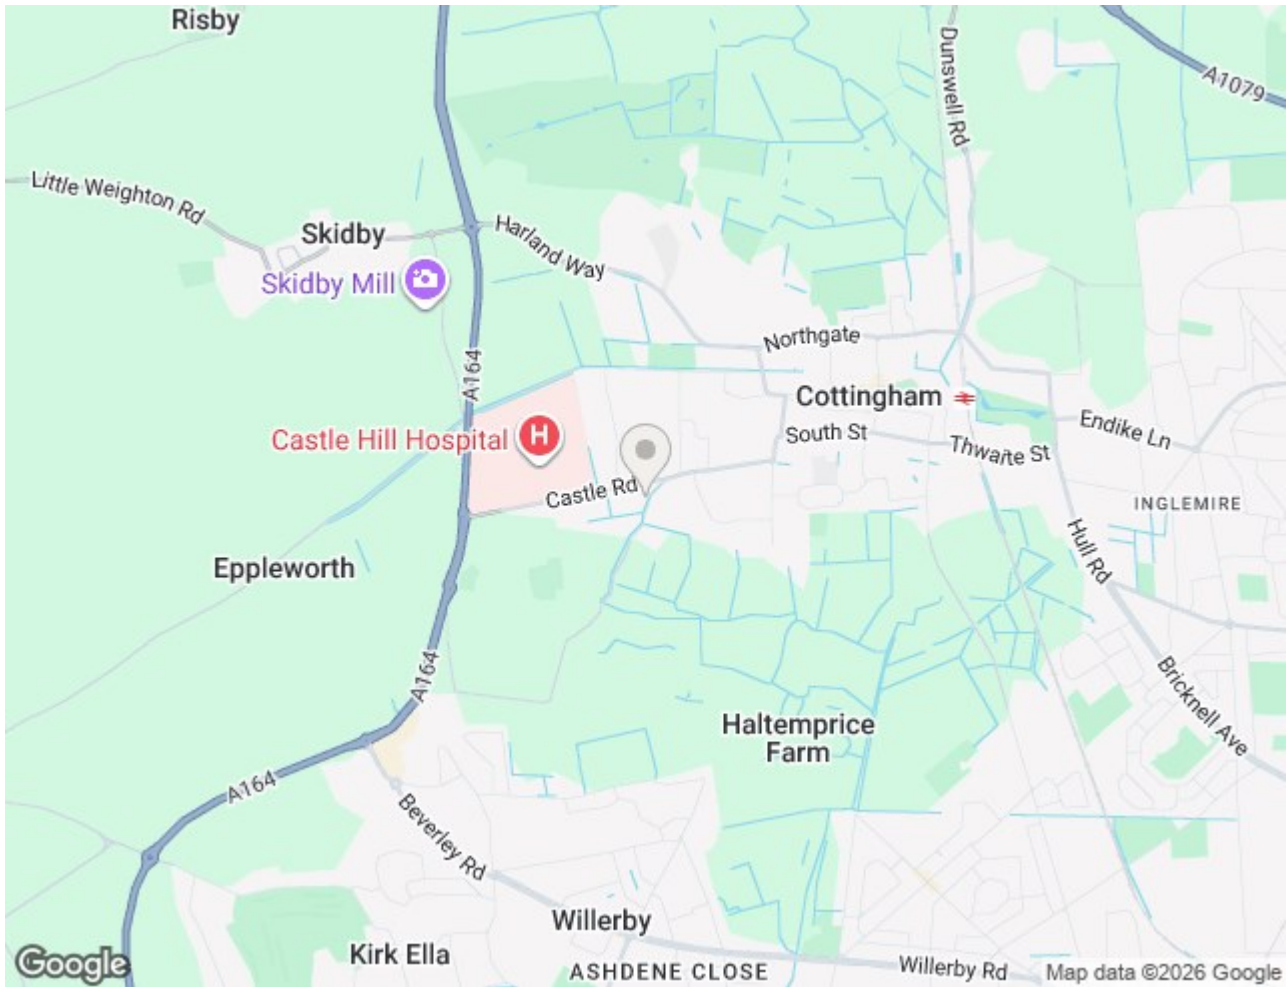 Risby
A1079
Dunswell Rd
Little Weighton Rd
Skidby
Harland Way
Skidby Mill
Northgate
A164
Cottingham
Castle Hill Hospital
H
South St
Endike Ln
Thwaite St
Castle Rd
INGLEMIRE
Hull Rd
Eppleworth
A164
Bricknell Ave
Haltemprice
Farm
A164
Beverley Rd
Willerby
Kirk Ella
ASHDENE CLOSE
Willerby Rd
Google
Map data ©2026 Google